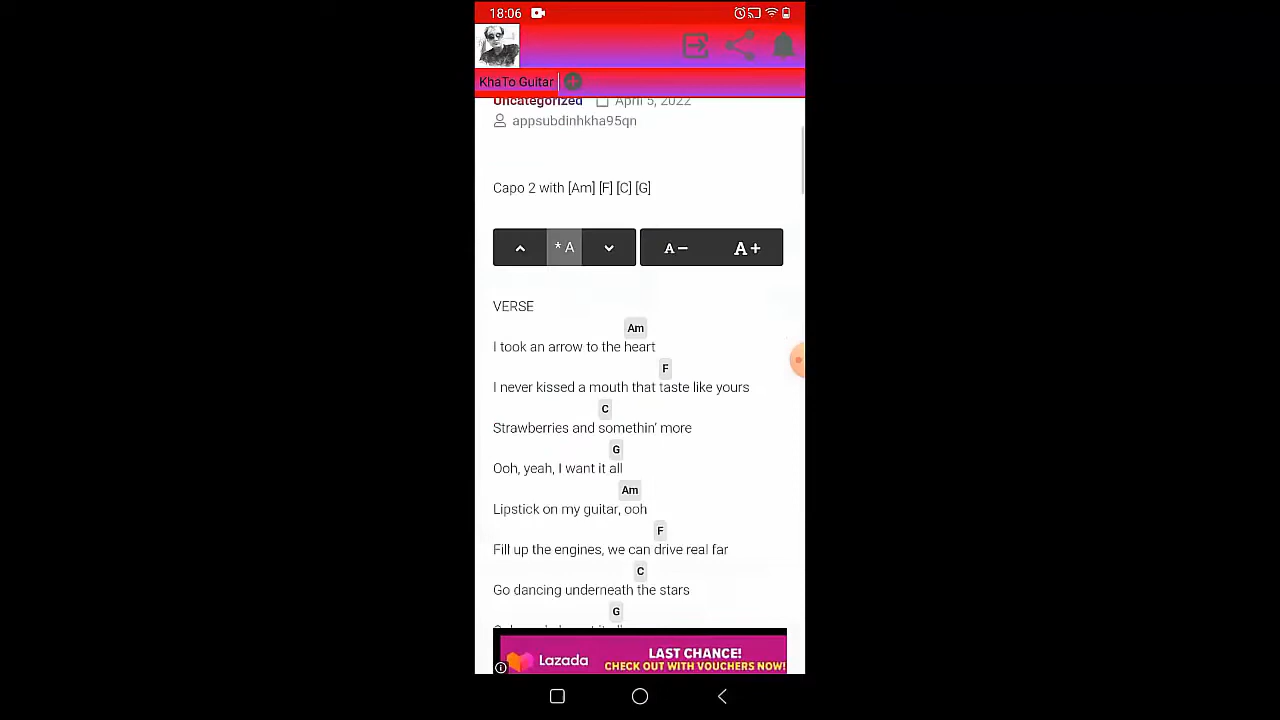 18:06
KhaTo Guitar
Uncategorized April 5, 2022
appsubdinhkha95qn
Capo 2 with [Am] [F] [C] [G]
* A A− A+
VERSE
Am
I took an arrow to the heart
F
I never kissed a mouth that taste like yours
C
Strawberries and somethin' more
G
Ooh, yeah, I want it all
Am
Lipstick on my guitar, ooh
F
Fill up the engines, we can drive real far
C
Go dancing underneath the stars
G
Lazada
LAST CHANCE!
CHECK OUT WITH VOUCHERS NOW!